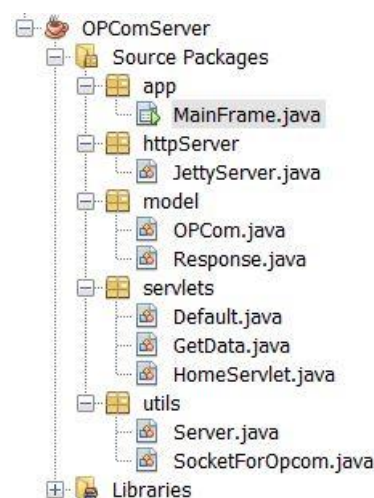 OPComServer
Source Packages
app
MainFrame.java
httpServer
JettyServer.java
model
OPCom.java
Response.java
servlets
Default.java
GetData.java
HomeServlet.java
utils
Server.java
SocketForOpcom.java
Libraries